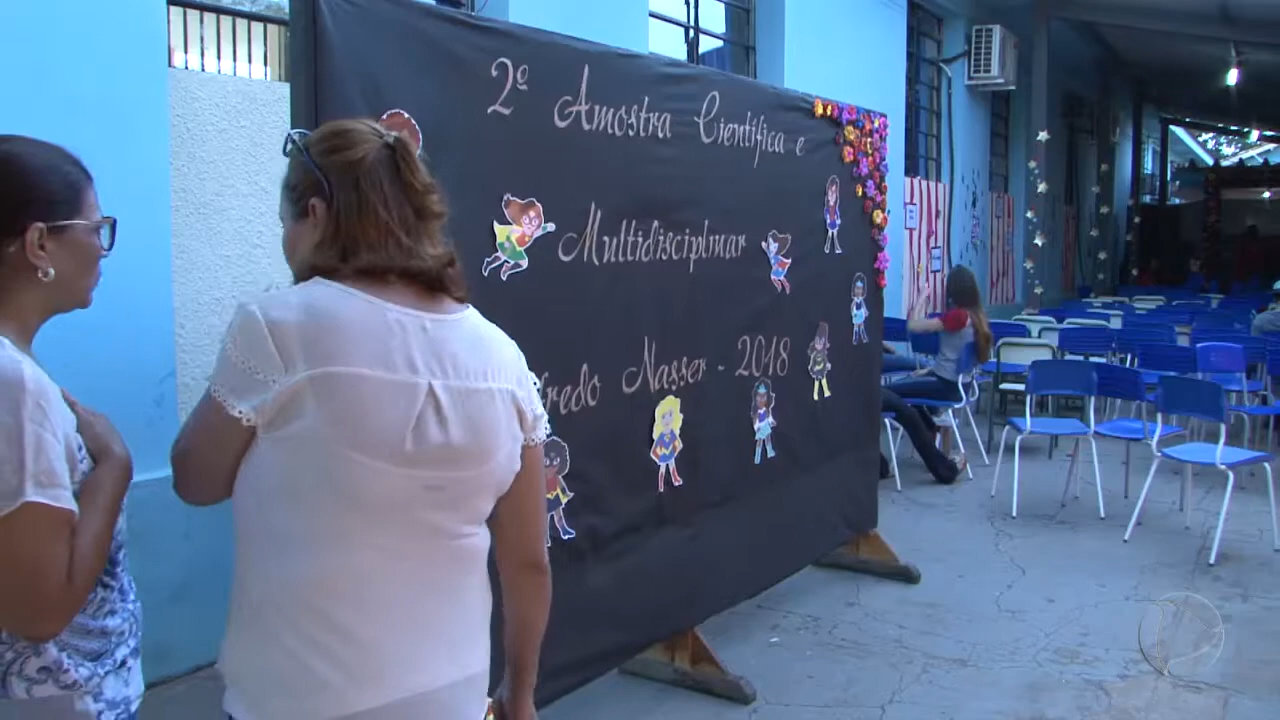 2º Amostra Científica e
Multidisciplinar
fredo Nasser - 2018